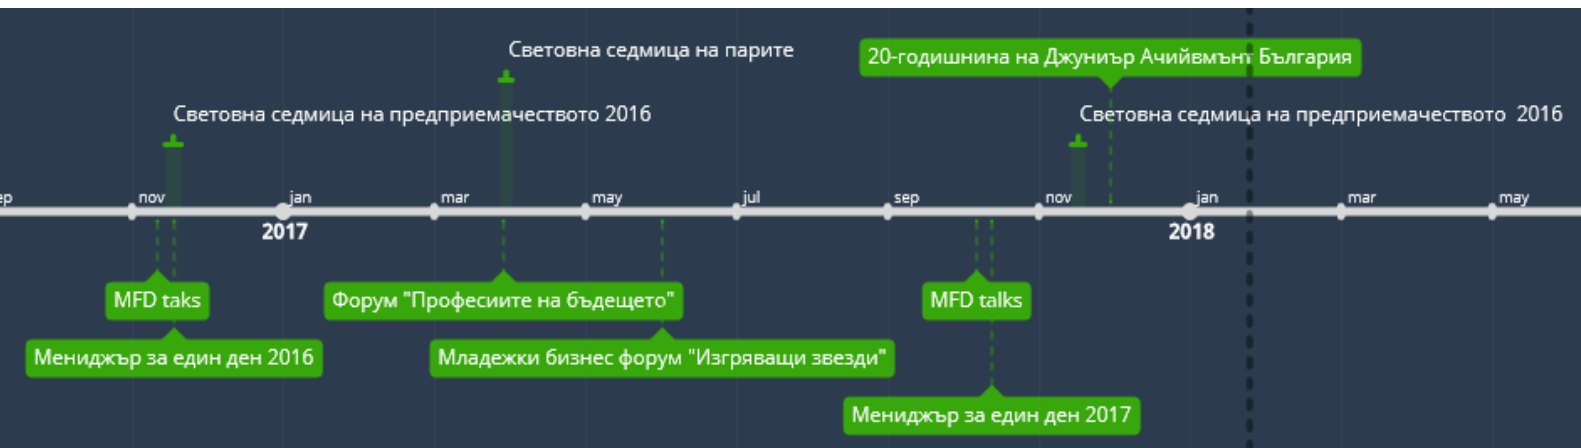 Световна седмица на парите
20-годишнина на Джуниър Ачийвмънт България
Световна седмица на предприемачеството 2016
Световна седмица на предприемачеството 2016
ep nov jan mar may jul sep nov jan mar may
2017 2018
MFD taks
Форум "Професиите на бъдещето"
MFD talks
Мениджър за един ден 2016
Младежки бизнес форум "Изгряващи звезди"
Мениджър за един ден 2017